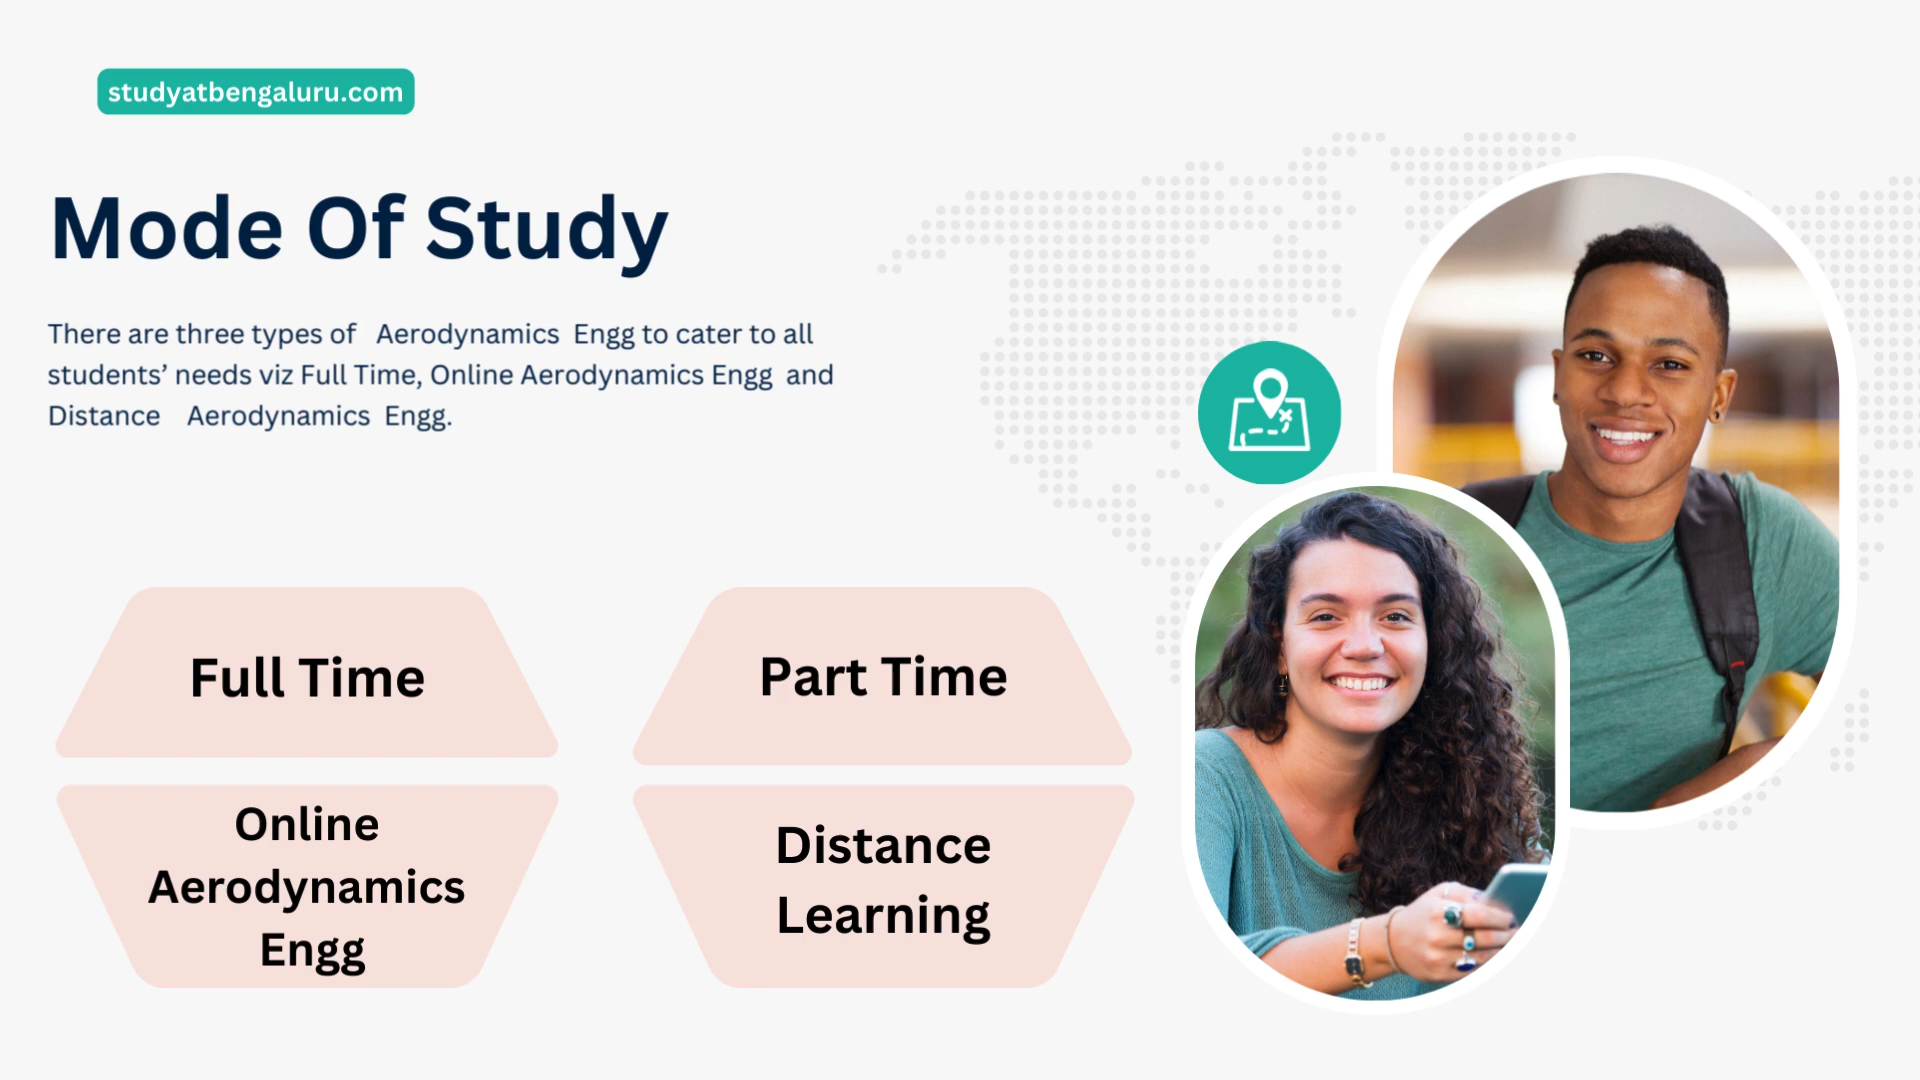 studyatbengaluru.com
Mode Of Study
There are three types of Aerodynamics Engg to cater to all
students’ needs viz Full Time, Online Aerodynamics Engg and
Distance Aerodynamics Engg.
Full Time
Part Time
Online
Aerodynamics
Engg
Distance
Learning